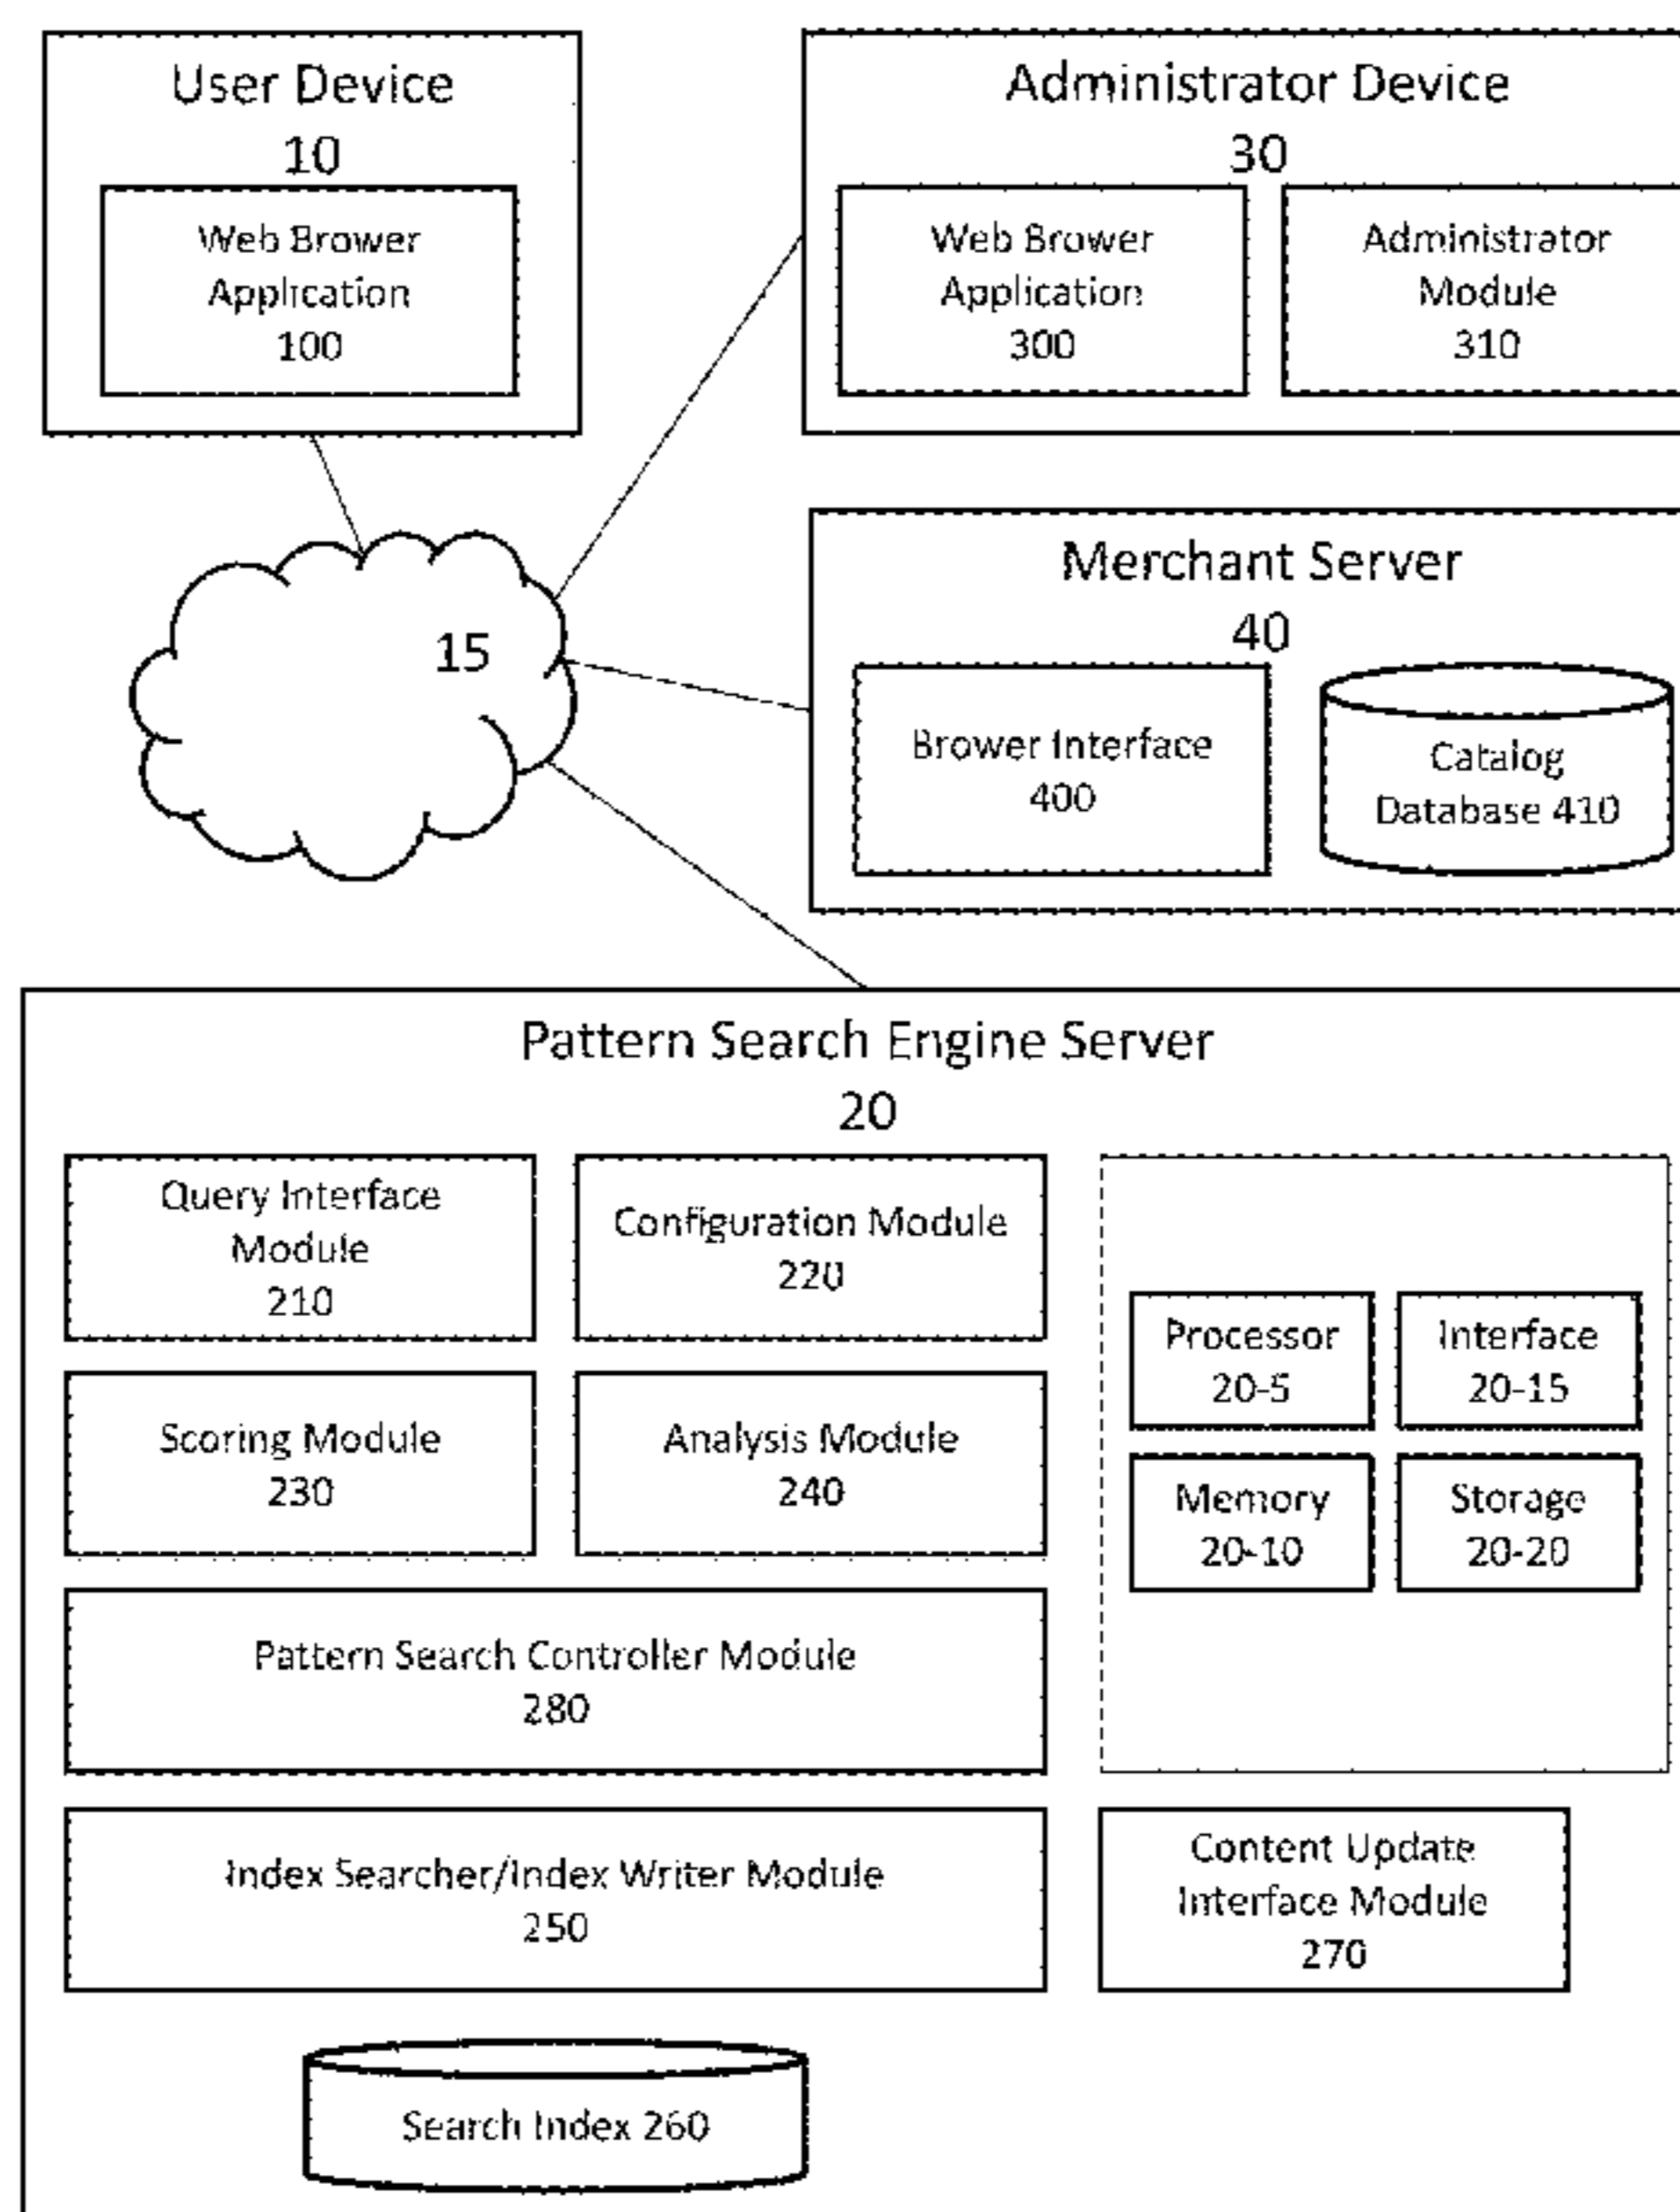 User Device
10
Web Brower
Application
100
Administrator Device
30
Web Brower
Application
300
Administrator
Module
310
15
Merchant Server
40
Brower Interface
400
Catalog
Database 410
Pattern Search Engine Server
20
Query Interface
Module
210
Configuration Module
220
Scoring Module
230
Analysis Module
240
Processor
20-5
Interface
20-15
Memory
20-10
Storage
20-20
Pattern Search Controller Module
280
Index Searcher/Index Writer Module
250
Content Update
Interface Module
270
Search Index 260